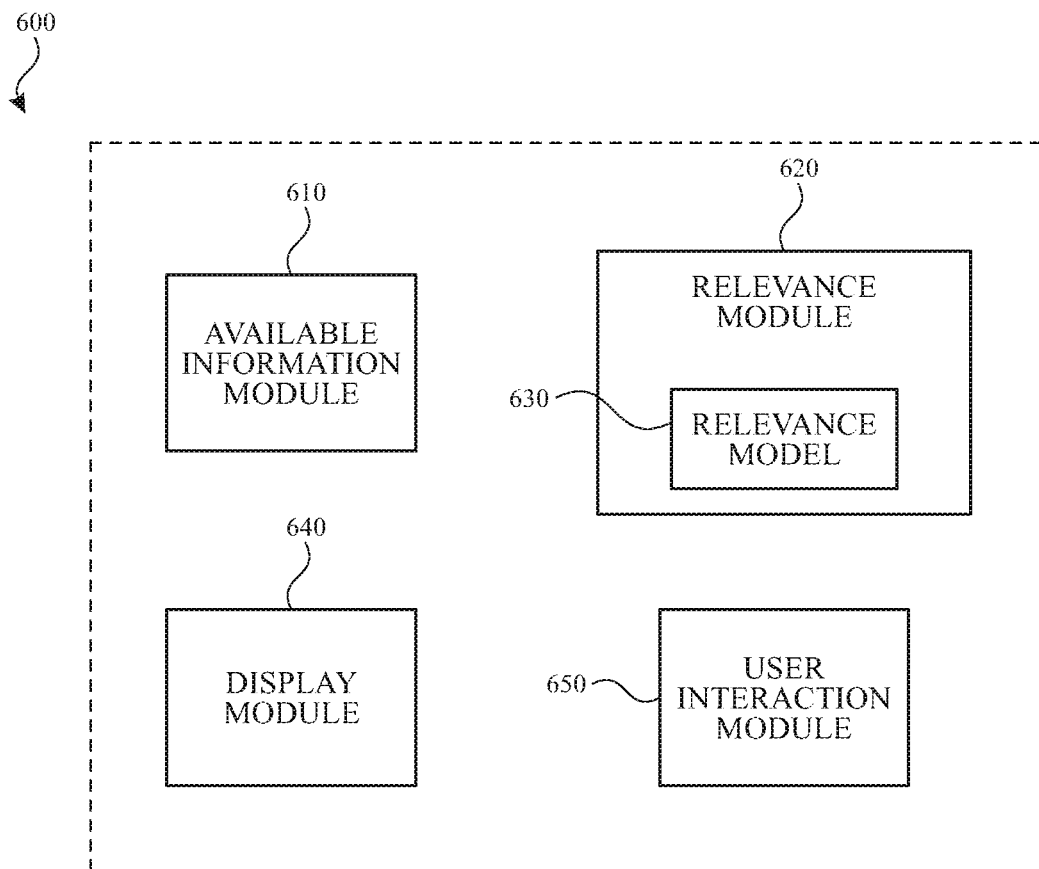 600
610
AVAILABLE
INFORMATION
MODULE
620
RELEVANCE
MODULE
630
RELEVANCE
MODEL
640
DISPLAY
MODULE
650
USER
INTERACTION
MODULE